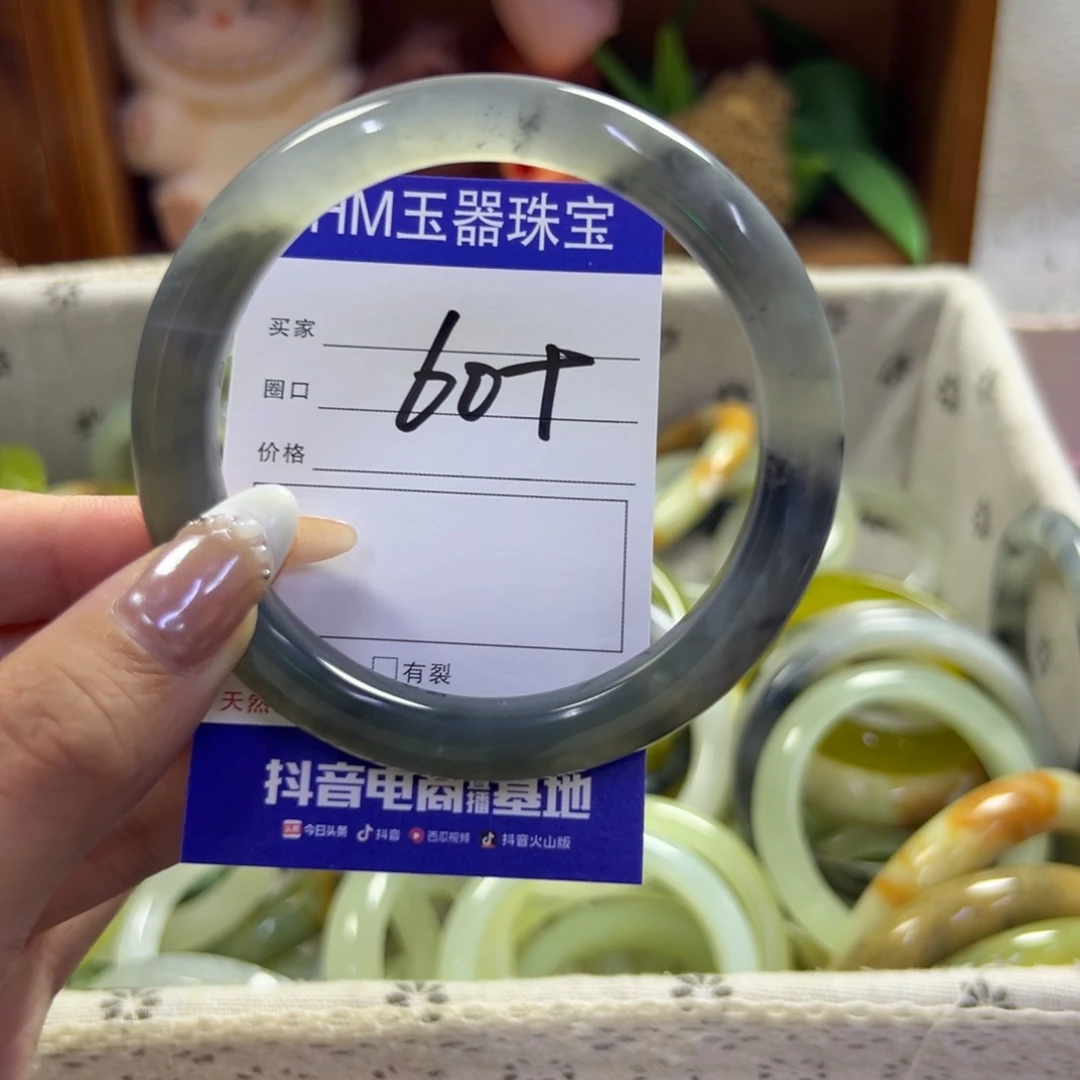 HM玉器珠宝
买家
60+
圈口
价格
有裂
天然
抖音电商直播基地
头条 今日头条 抖音 西瓜视频 抖音火山版